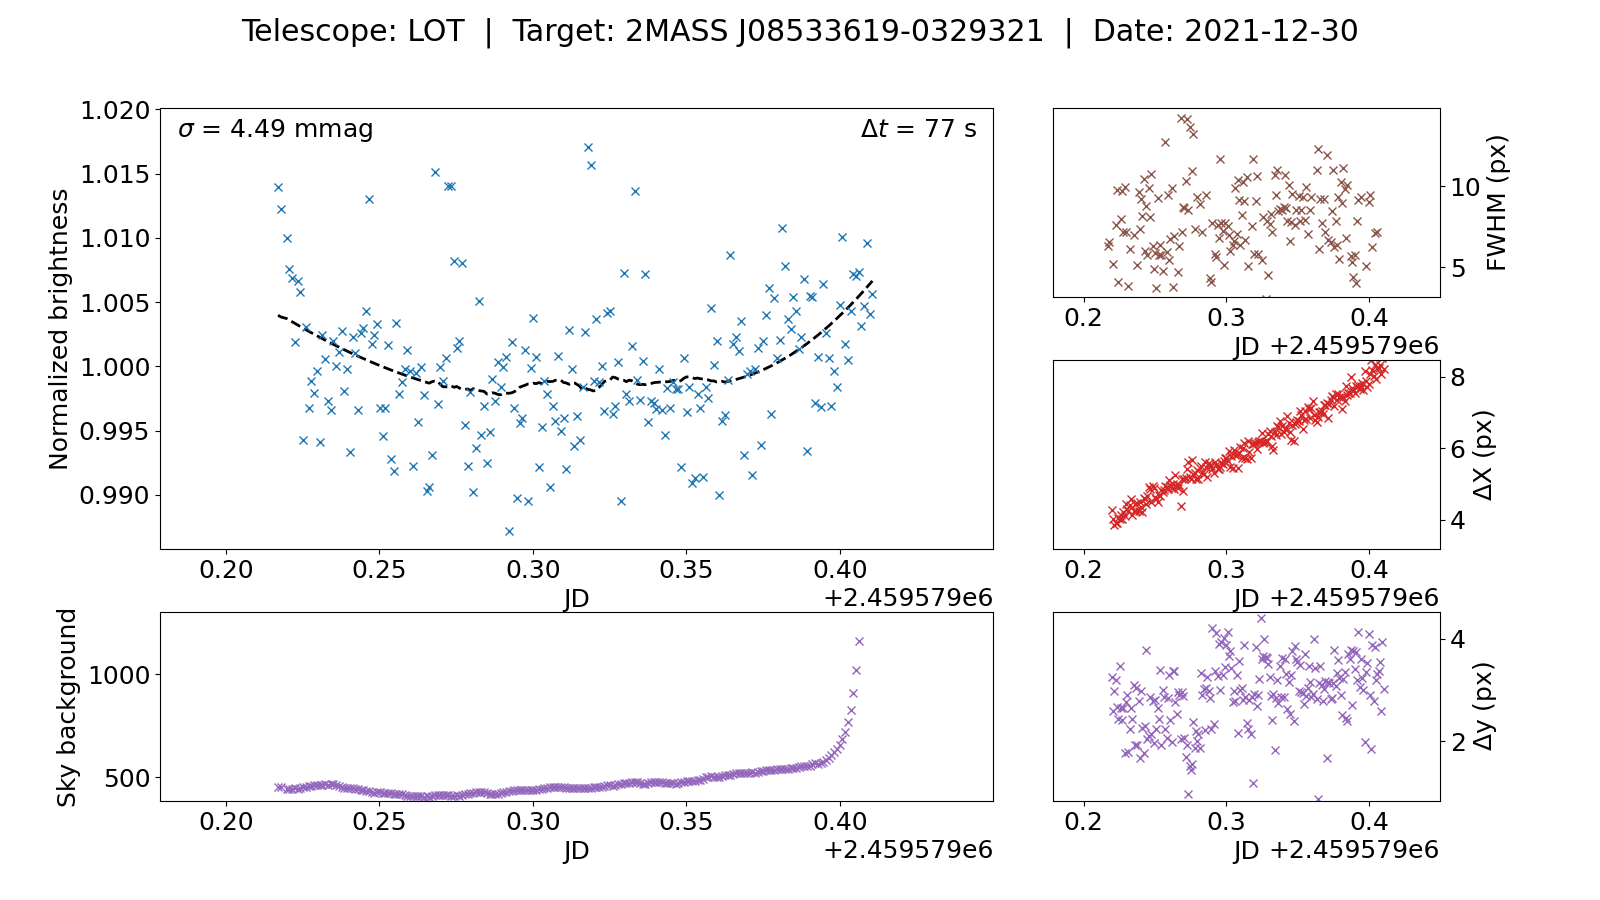 Telescope: LOT | Target: 2MASS J08533619-0329321 | Date: 2021-12-30
σ = 4.49 mmag
Δt = 77 s
Normalized brightness
1.020
1.015
1.010
1.005
1.000
0.995
0.990
0.20 0.25 0.30 0.35 0.40
JD
+2.459579e6
FWHM (px)
10
5
0.2 0.3 0.4
JD +2.459579e6
ΔX (px)
8
6
4
0.2 0.3 0.4
JD +2.459579e6
Sky background
1000
500
0.20 0.25 0.30 0.35 0.40
JD
+2.459579e6
Δy (px)
4
2
0.2 0.3 0.4
JD +2.459579e6